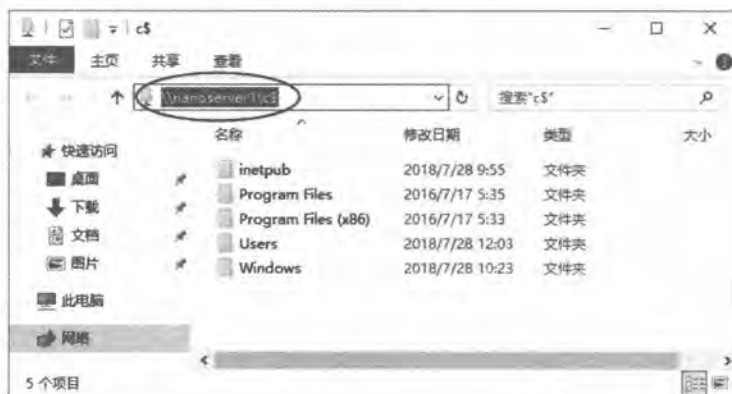 c$
文件 主页 共享 查看
\\nanoserver1\c$ 搜索"c$"
名称 修改日期 类型 大小
快速访问
桌面
下载
文档
图片
此电脑
网络
inetpub 2018/7/28 9:55 文件夹
Program Files 2016/7/17 5:35 文件夹
Program Files (x86) 2016/7/17 5:33 文件夹
Users 2018/7/28 12:03 文件夹
Windows 2018/7/28 10:23 文件夹
5 个项目